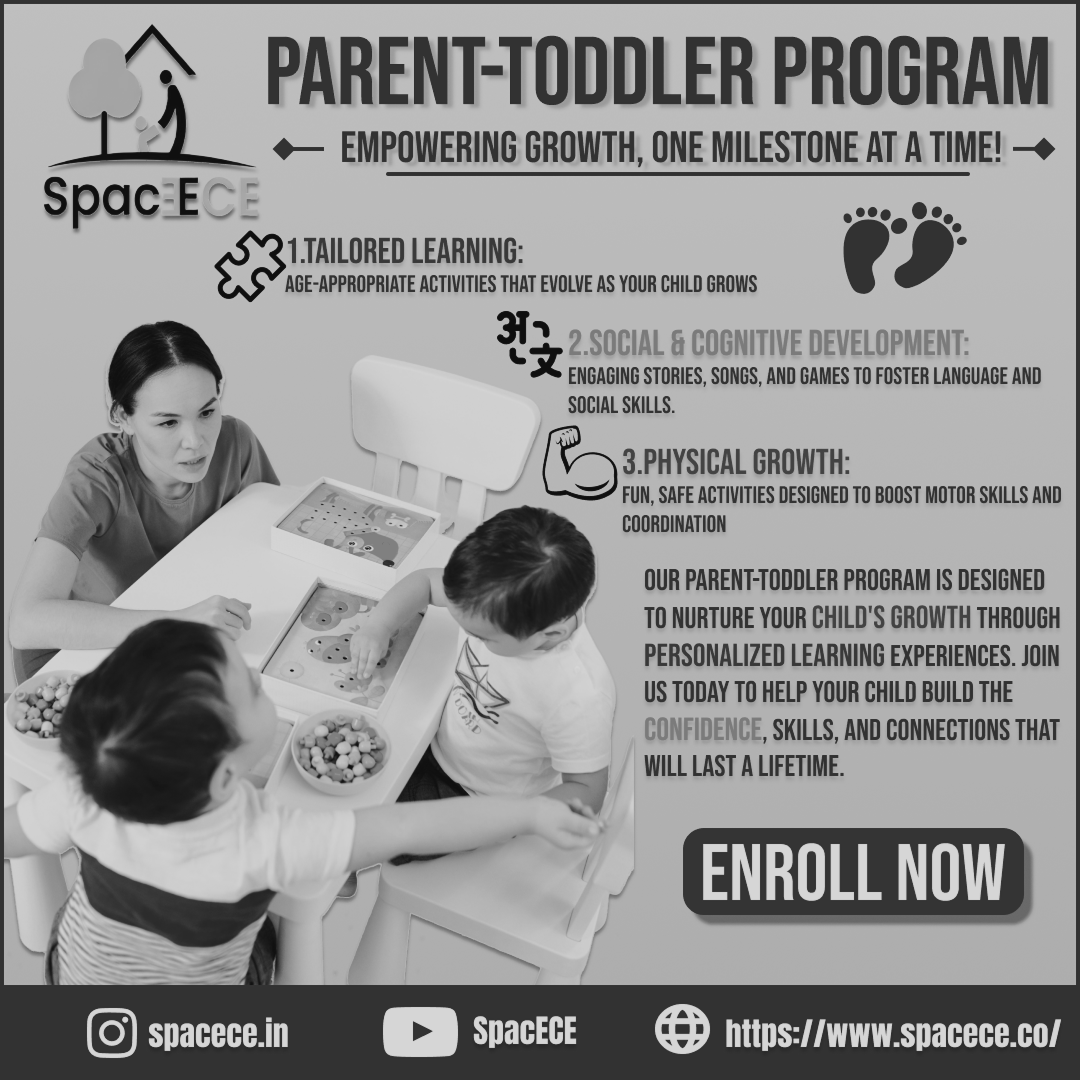 SpacECE
PARENT-TODDLER PROGRAM
EMPOWERING GROWTH, ONE MILESTONE AT A TIME!
1.TAILORED LEARNING:
AGE-APPROPRIATE ACTIVITIES THAT EVOLVE AS YOUR CHILD GROWS
अ
文
2.SOCIAL & COGNITIVE DEVELOPMENT:
ENGAGING STORIES, SONGS, AND GAMES TO FOSTER LANGUAGE AND
SOCIAL SKILLS.
3.PHYSICAL GROWTH:
FUN, SAFE ACTIVITIES DESIGNED TO BOOST MOTOR SKILLS AND
COORDINATION
OUR PARENT-TODDLER PROGRAM IS DESIGNED
TO NURTURE YOUR CHILD'S GROWTH THROUGH
PERSONALIZED LEARNING EXPERIENCES. JOIN
US TODAY TO HELP YOUR CHILD BUILD THE
CONFIDENCE, SKILLS, AND CONNECTIONS THAT
WILL LAST A LIFETIME.
ENROLL NOW
spacece.in
SpacECE
https://www.spacece.co/